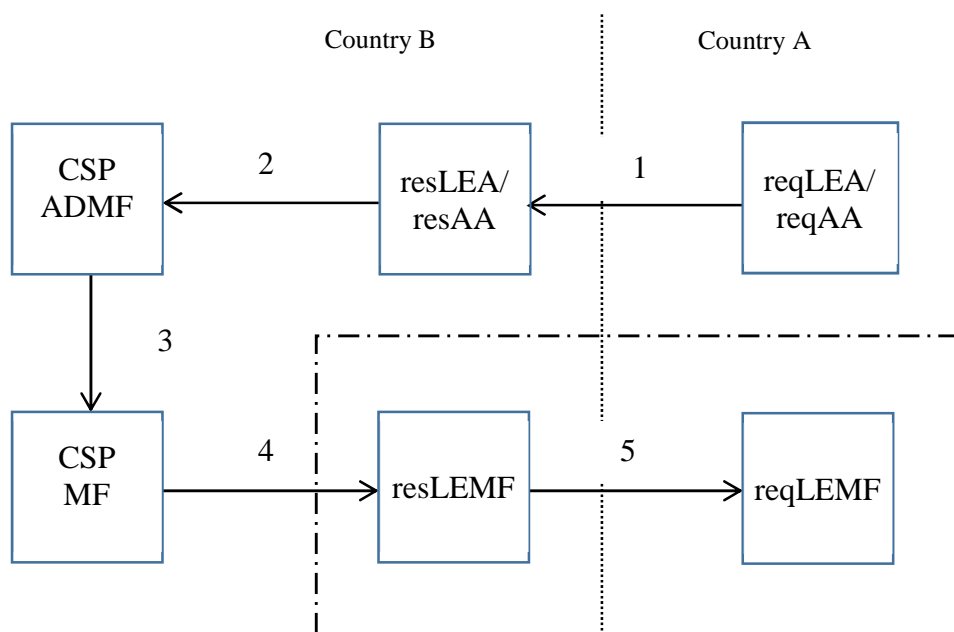 Country B
Country A
CSP
ADMF
2
resLEA/
resAA
1
reqLEA/
reqAA
3
CSP
MF
4
resLEMF
5
reqLEMF